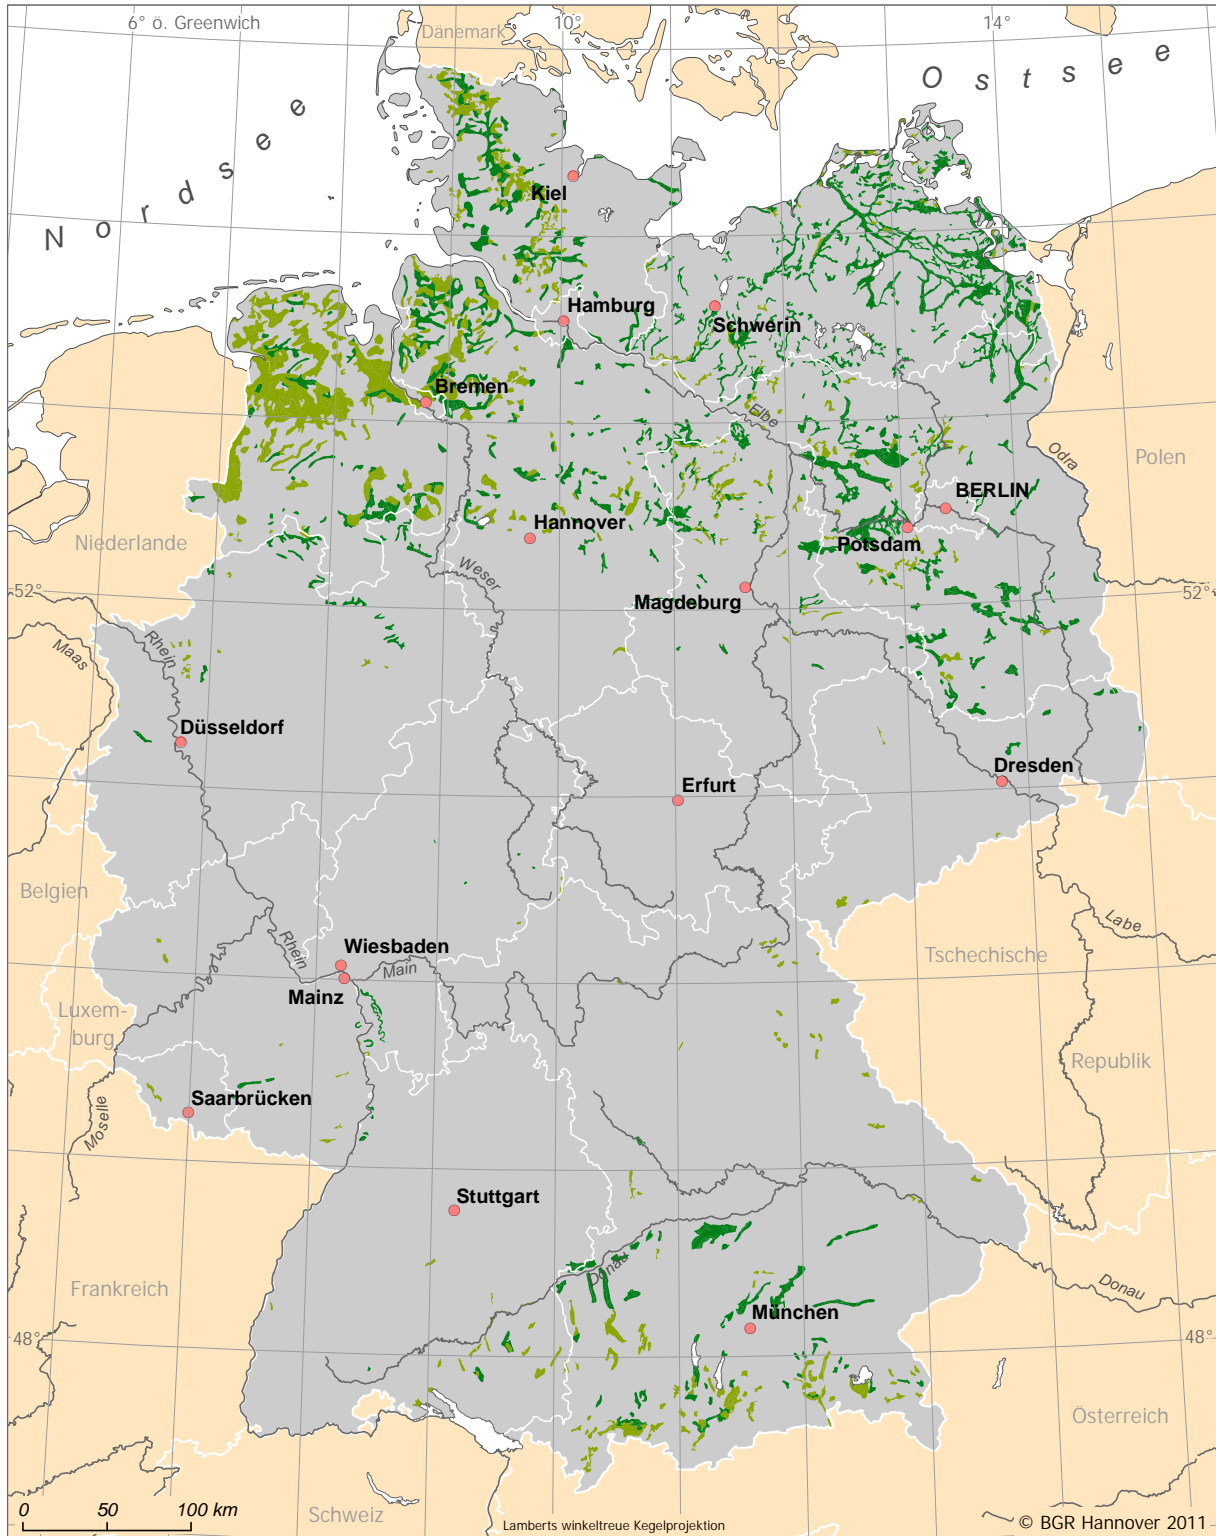 6° ö. Greenwich
10°
14°
Dänemark
Ostsee
Nordsee
Kiel
Hamburg
Schwerin
Bremen
Elbe
Odra
Polen
BERLIN
Hannover
Potsdam
Niederlande
Weser
52°
52°
Magdeburg
Rhein
Maas
Düsseldorf
Dresden
Erfurt
Belgien
Labe
Rhein
Wiesbaden
Main
Tschechische
Mainz
Luxem-
burg
Republik
Saarbrücken
Moselle
Stuttgart
Donau
Frankreich
Donau
München
48°
48°
Österreich
0 50 100 km
Schweiz
Lamberts winkeltreue Kegelprojektion
© BGR Hannover 2011